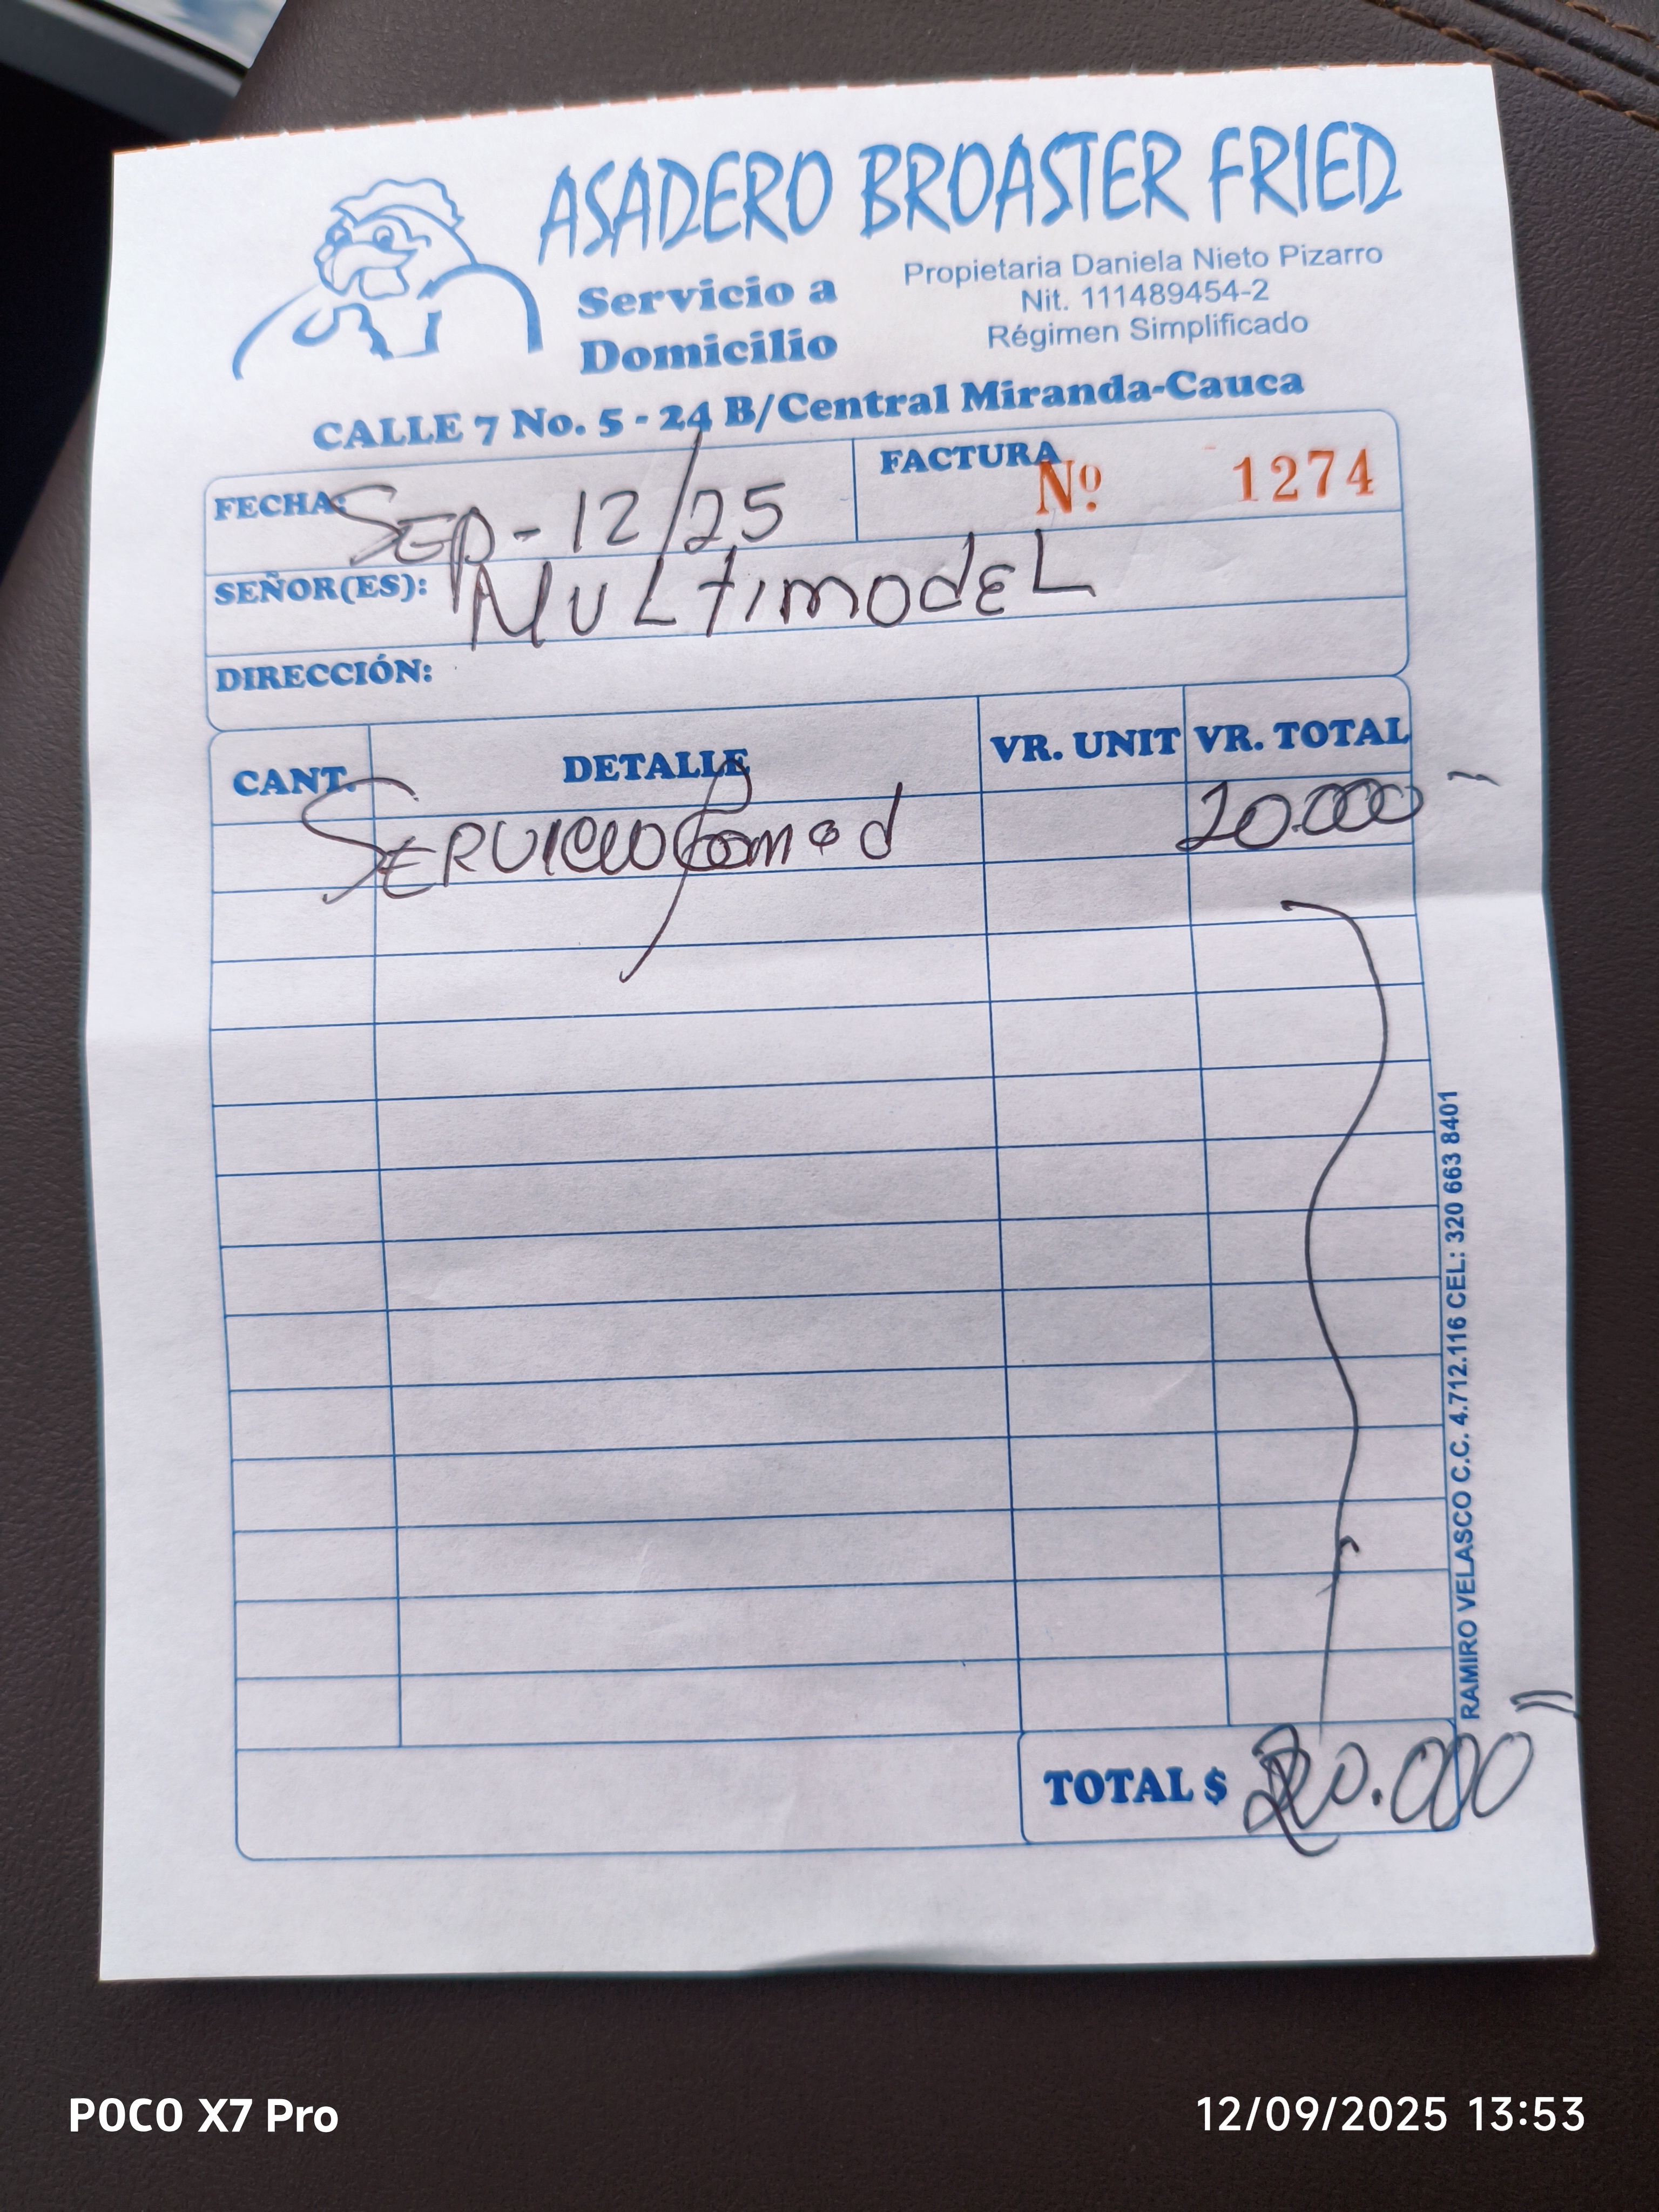 ASADERO BROASTER FRIED
Servicio a
Domicilio
Propietaria Daniela Nieto Pizarro
Nit. 111489454-2
Régimen Simplificado
CALLE 7 No. 5 - 24 B/Central Miranda-Cauca
FECHA: SEP-12/25
FACTURA Nº 1274
SEÑOR(ES): MULtimodEL
DIRECCIÓN:
CANT. DETALLE VR. UNIT VR. TOTAL
SERVICIO 20.000
TOTAL $ 20.000
RAMIRO VELASCO C.C. 4.712.116 CEL: 320 663 8401
POCO X7 Pro
12/09/2025 13:53